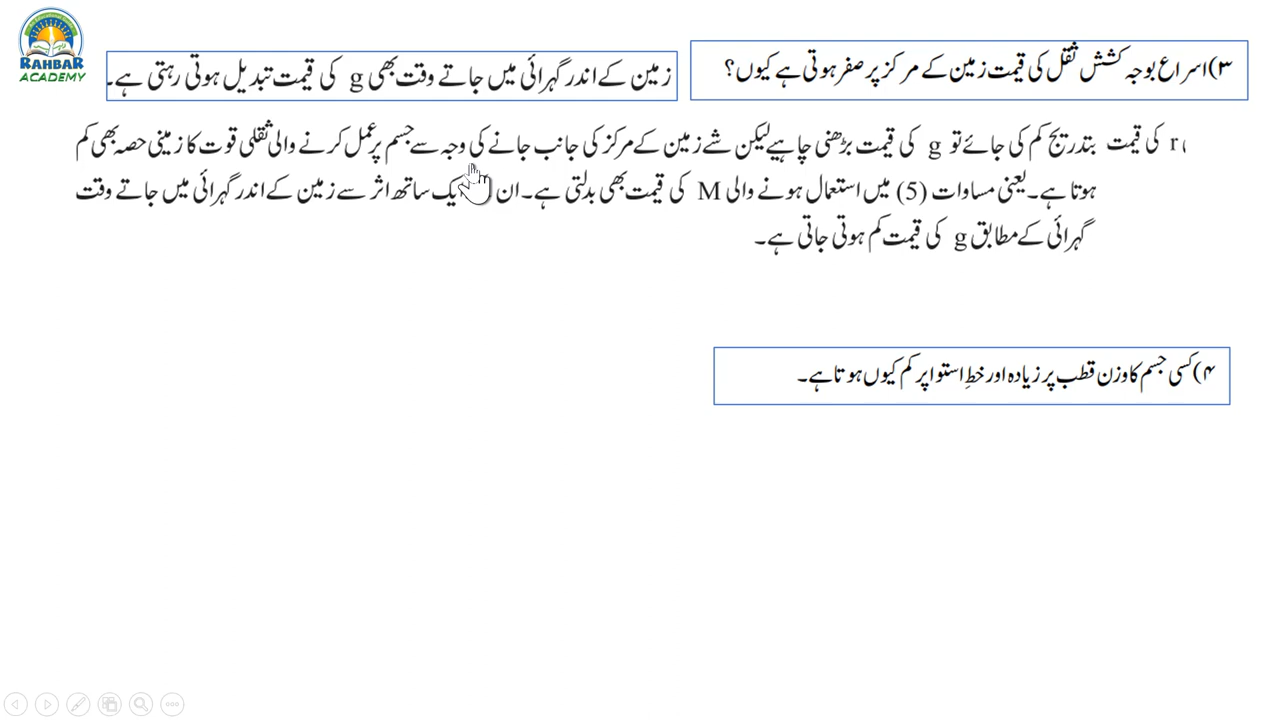 RAHBAR
ACADEMY
۳) اسراع بوجہ کشش ثقل کی قیمت زمین کے مرکز پر صفر ہوتی ہے کیوں؟
زمین کے اندر گہرائی میں جاتے وقت بھی g کی قیمت تبدیل ہوتی رہتی ہے۔
r کی قیمت بتدریج کم کی جائے تو g کی قیمت بڑھنی چاہیے لیکن شے زمین کے مرکز کی جانب جانے کی وجہ سے جسم پر عمل کرنے والی ثقلی قوت کا زمینی حصہ بھی کم
ہوتا ہے۔ یعنی مساوات (5) میں استعمال ہونے والی M کی قیمت بھی بدلتی ہے۔ ان ساتھ اثر سے زمین کے اندر گہرائی میں جاتے وقت
گہرائی کے مطابق g کی قیمت کم ہوتی جاتی ہے۔
۴) کسی جسم کا وزن قطب پر زیادہ اور خطِ استوا پر کم کیوں ہوتا ہے۔